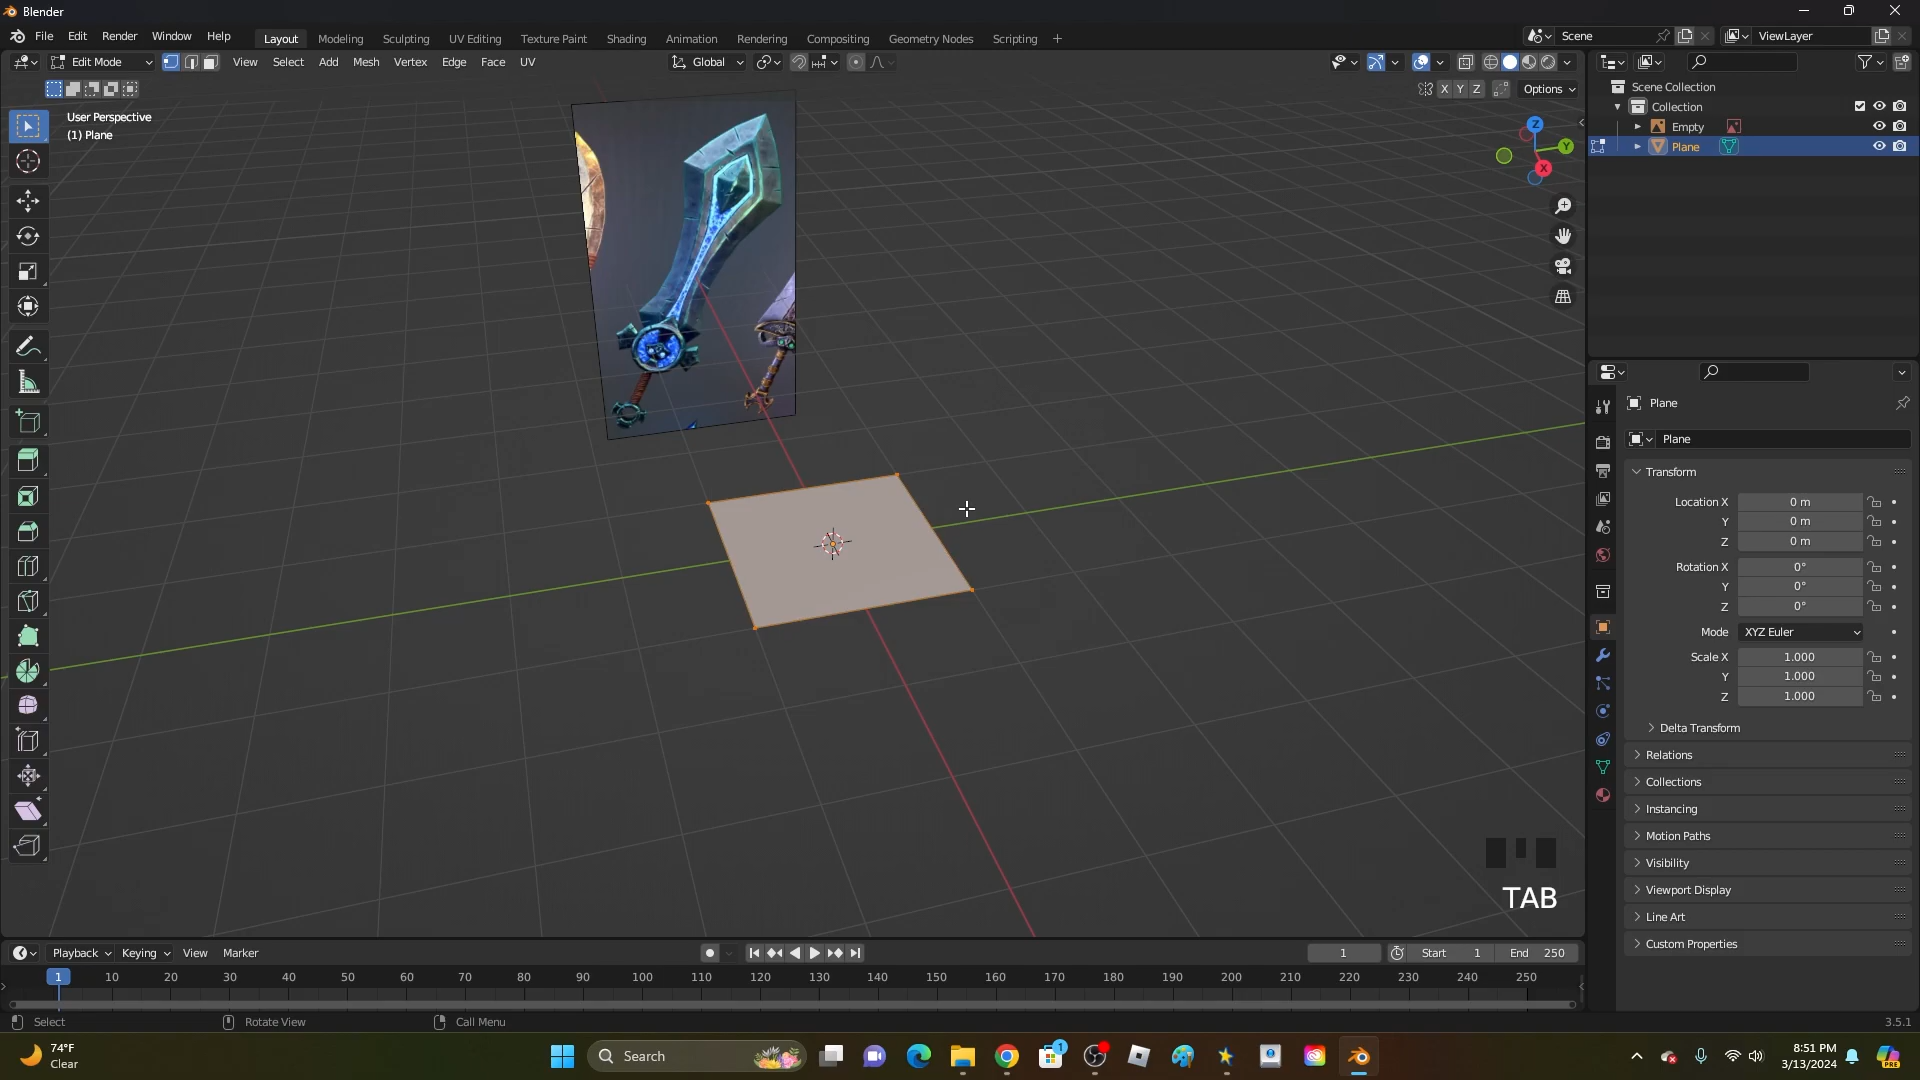 Blender
File Edit Render Window Help
Layout Modeling Sculpting UV Editing Texture Paint Shading Animation Rendering Compositing Geometry Nodes Scripting +
Scene
ViewLayer
Edit Mode
View Select Add Mesh Vertex Edge Face UV
Global
X Y Z
Options
User Perspective
(1) Plane
Z
Y
X
Scene Collection
Collection
Empty
Plane
Plane
Plane
Transform
Location X 0 m
Y 0 m
Z 0 m
Rotation X 0°
Y 0°
Z 0°
Mode XYZ Euler
Scale X 1.000
Y 1.000
Z 1.000
Delta Transform
Relations
Collections
Instancing
Motion Paths
Visibility
Viewport Display
Line Art
Custom Properties
TAB
Playback Keying View Marker
1
Start 1
End 250
1 10 20 30 40 50 60 70 80 90 100 110 120 130 140 150 160 170 180 190 200 210 220 230 240 250
Select
Rotate View
Call Menu
3.5.1
74°F
Clear
Search
1
8:51 PM
3/13/2024
PRE